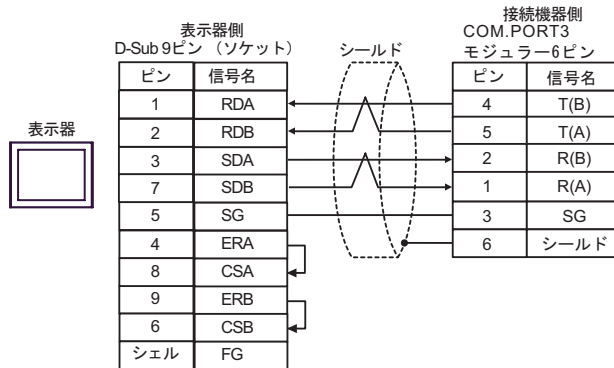 表示器側
D-Sub 9ピン （ソケット）
シールド
接続機器側
COM.PORT3
モジュラー6ピン
表示器
ピン 信号名
1 RDA
2 RDB
3 SDA
7 SDB
5 SG
4 ERA
8 CSA
9 ERB
6 CSB
シェル FG
ピン 信号名
4 T(B)
5 T(A)
2 R(B)
1 R(A)
3 SG
6 シールド